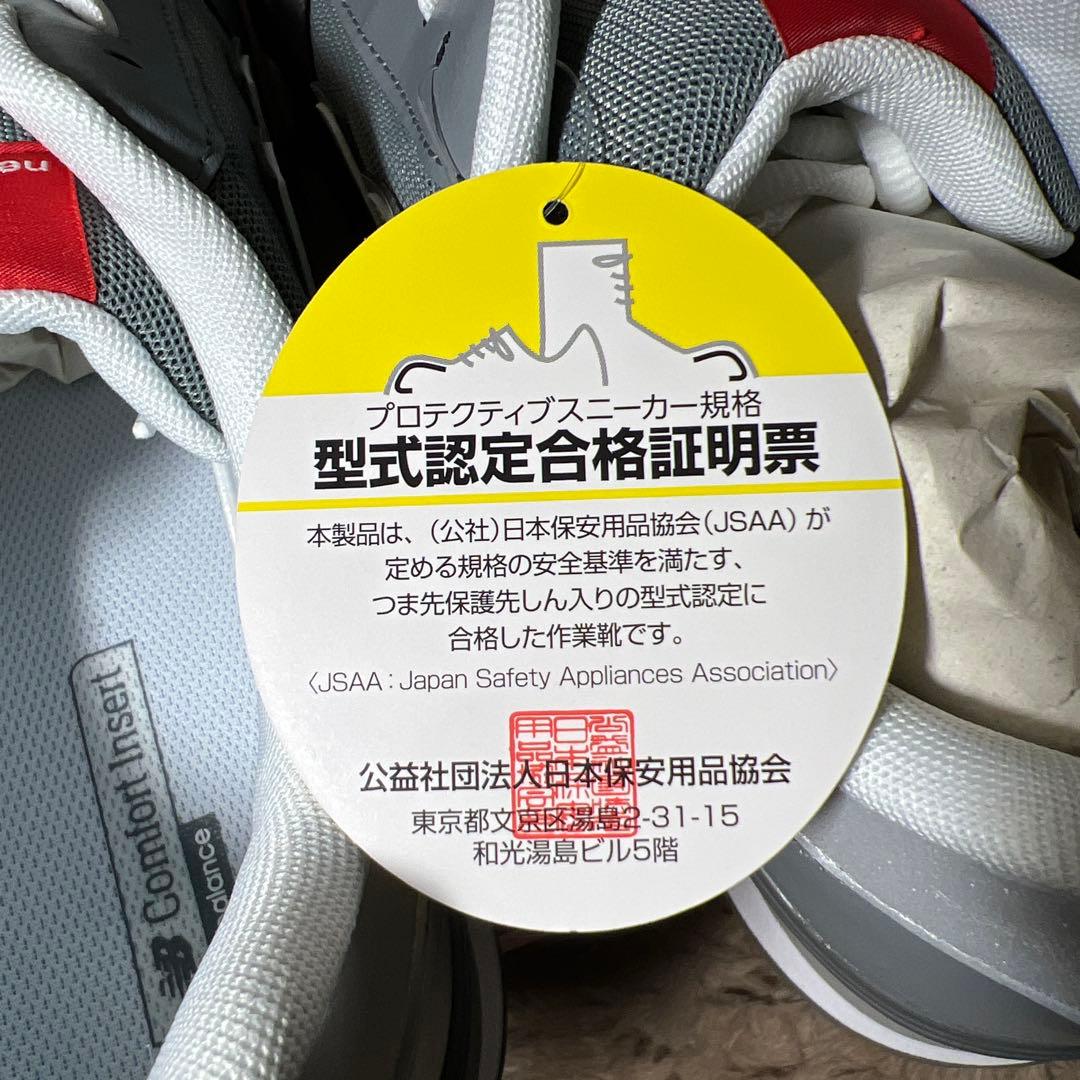 プロテクティブスニーカー規格
型式認定合格証明票
本製品は、(公社)日本保安用品協会(JSAA)が
定める規格の安全基準を満たす、
つま先保護先しん入りの型式認定に
合格した作業靴です。
〈JSAA : Japan Safety Appliances Association〉
公益社団法人日本保安用品協会
東京都文京区湯島2-31-15
和光湯島ビル5階
Comfort Insert
NB
balance
ne